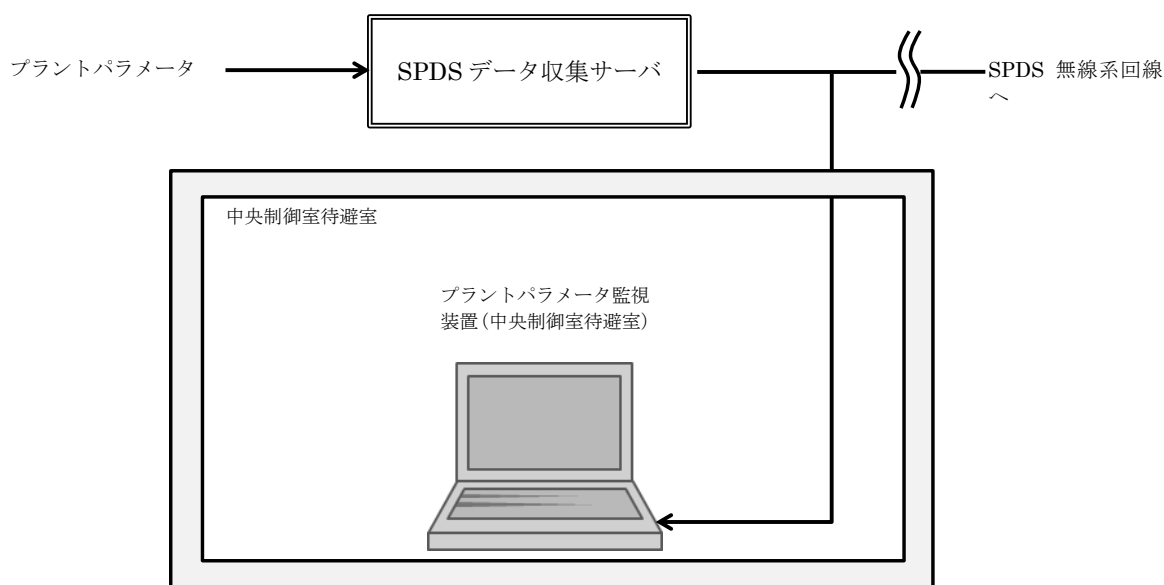 プラントパラメータ
SPDS データ収集サーバ
SPDS 無線系回線
へ
中央制御室待避室
プラントパラメータ監視
装置(中央制御室待避室)